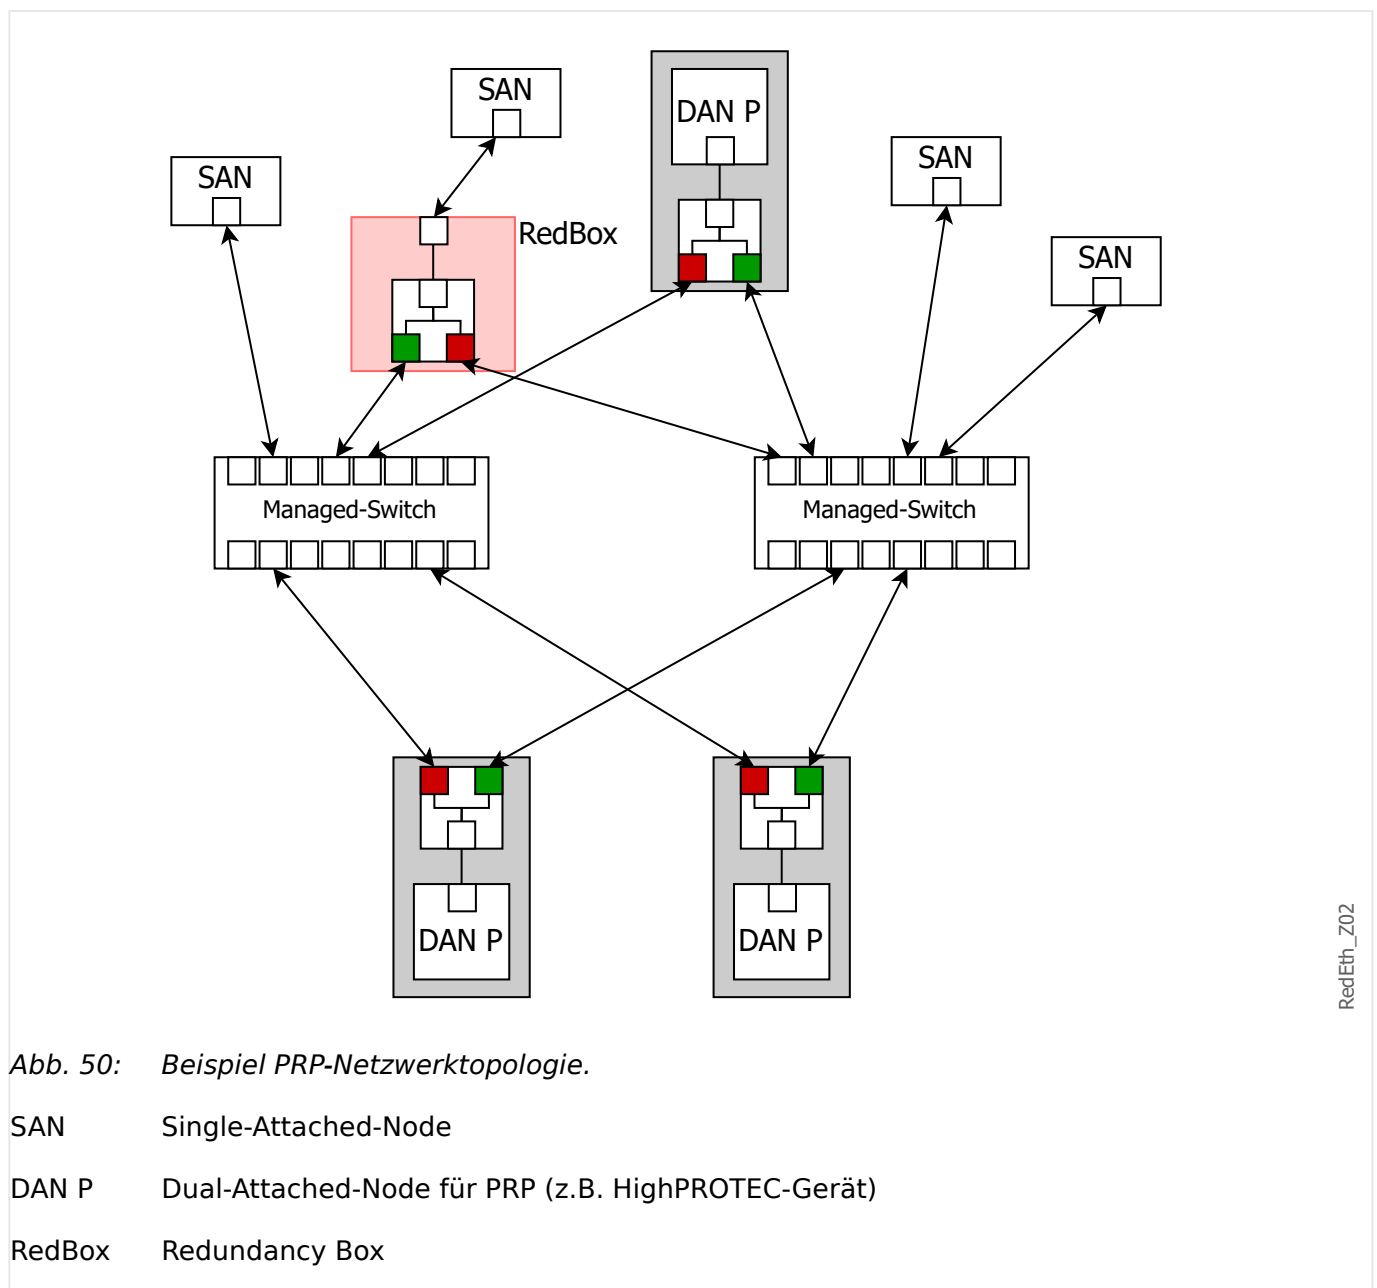 SAN
DAN P
SAN
SAN
RedBox
SAN
SAN
Managed-Switch
Managed-Switch
DAN P
DAN P
RedEth_Z02
Abb. 50: Beispiel PRP-Netzwerktopologie.
SAN Single-Attached-Node
DAN P Dual-Attached-Node für PRP (z.B. HighPROTEC-Gerät)
RedBox Redundancy Box